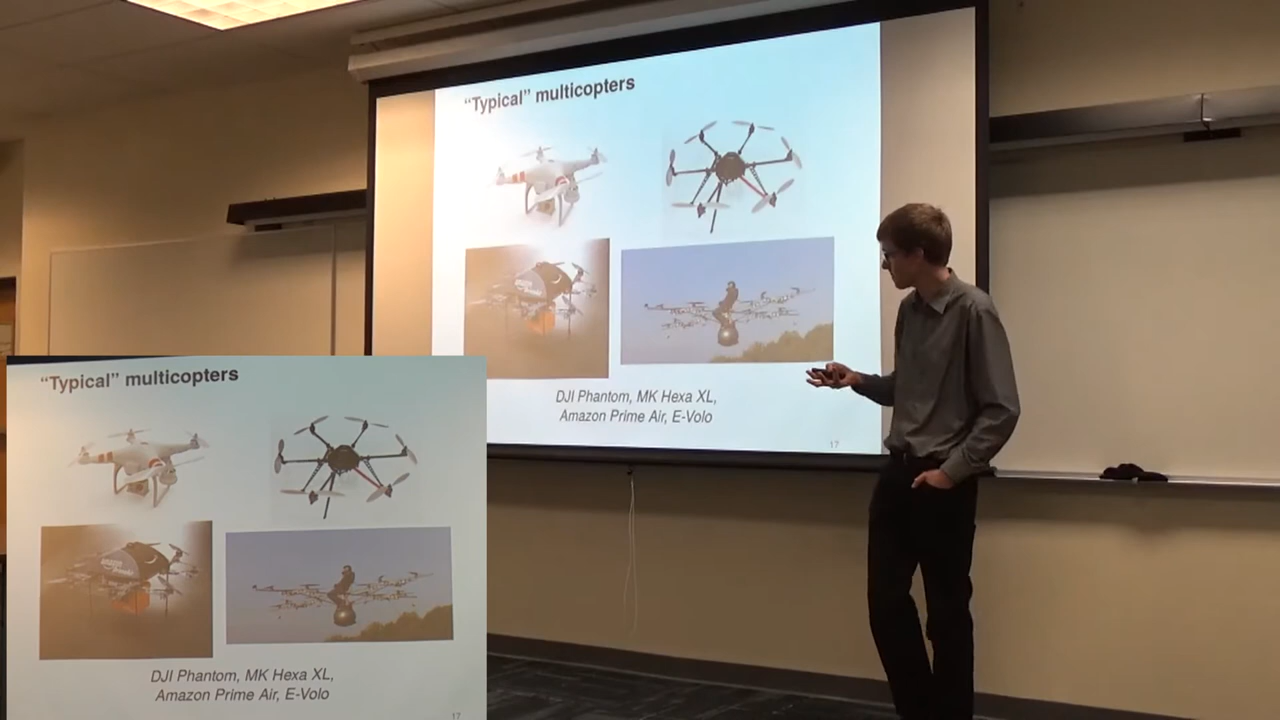 “Typical” multicopters
DJI Phantom, MK Hexa XL,
Amazon Prime Air, E-Volo
17
“Typical” multicopters
DJI Phantom, MK Hexa XL,
Amazon Prime Air, E-Volo
17